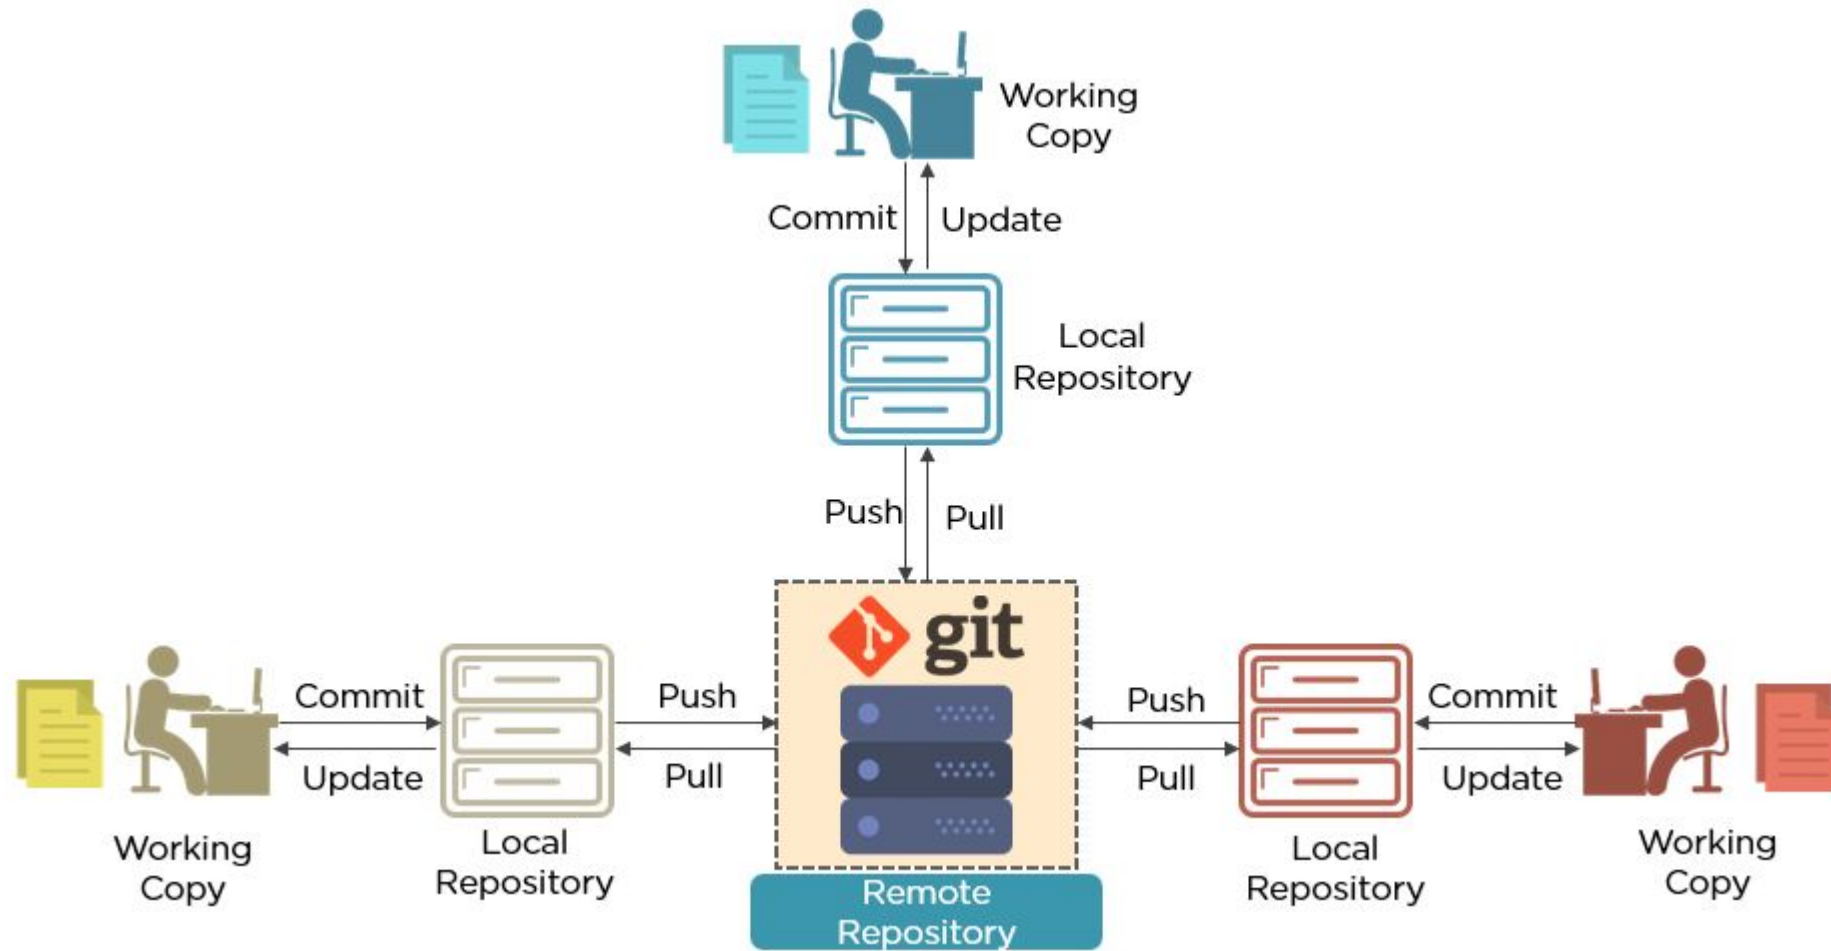 Working
Copy
Commit
Update
Local
Repository
Push
Pull
git
Commit
Push
Push
Commit
Update
Pull
Pull
Update
Working
Copy
Local
Repository
Remote
Repository
Local
Repository
Working
Copy